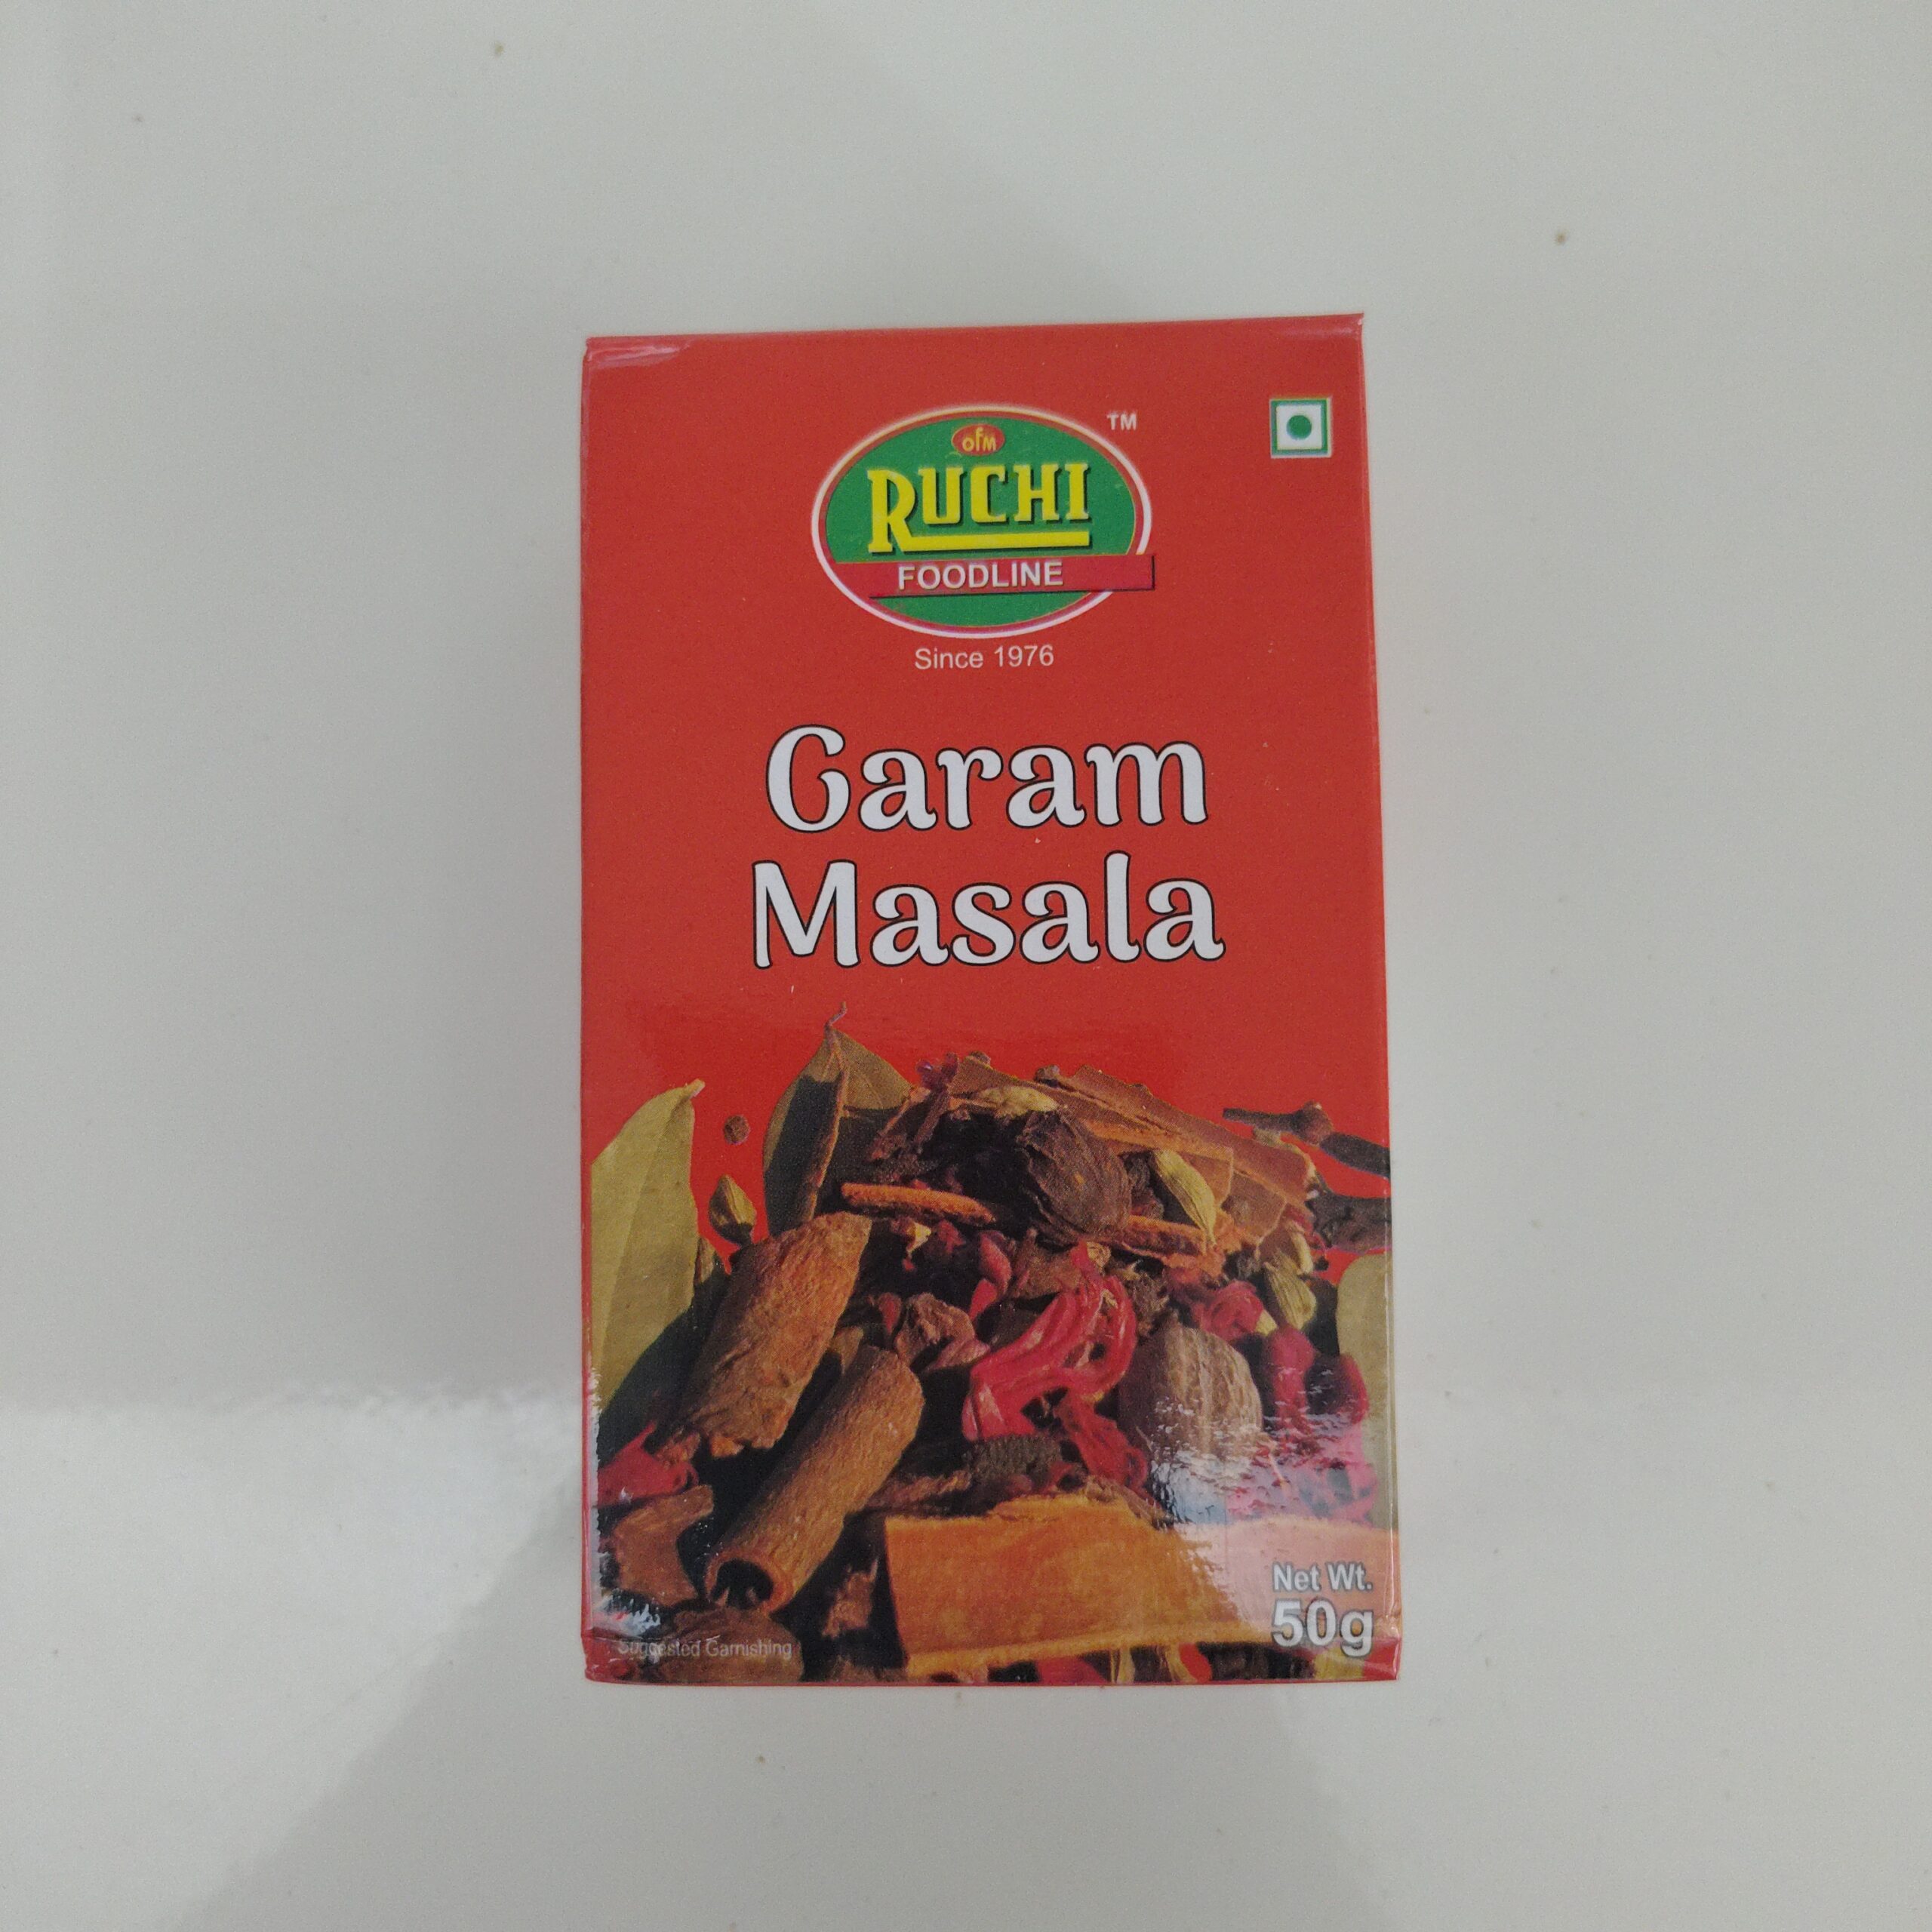 OFM
RUCHI
TM
FOODLINE
Since 1976
Garam
Masala
Net Wt.
50g
Suggested Garnishing